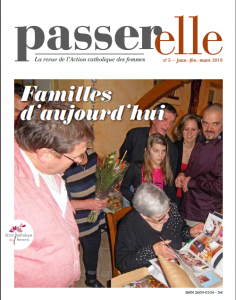 passerelle
La revue de l'Action catholique des femmes
n° 5 - janv.-fév.-mars 2019
Familles
d'aujourd'hui
Action Catholique
des Femmes